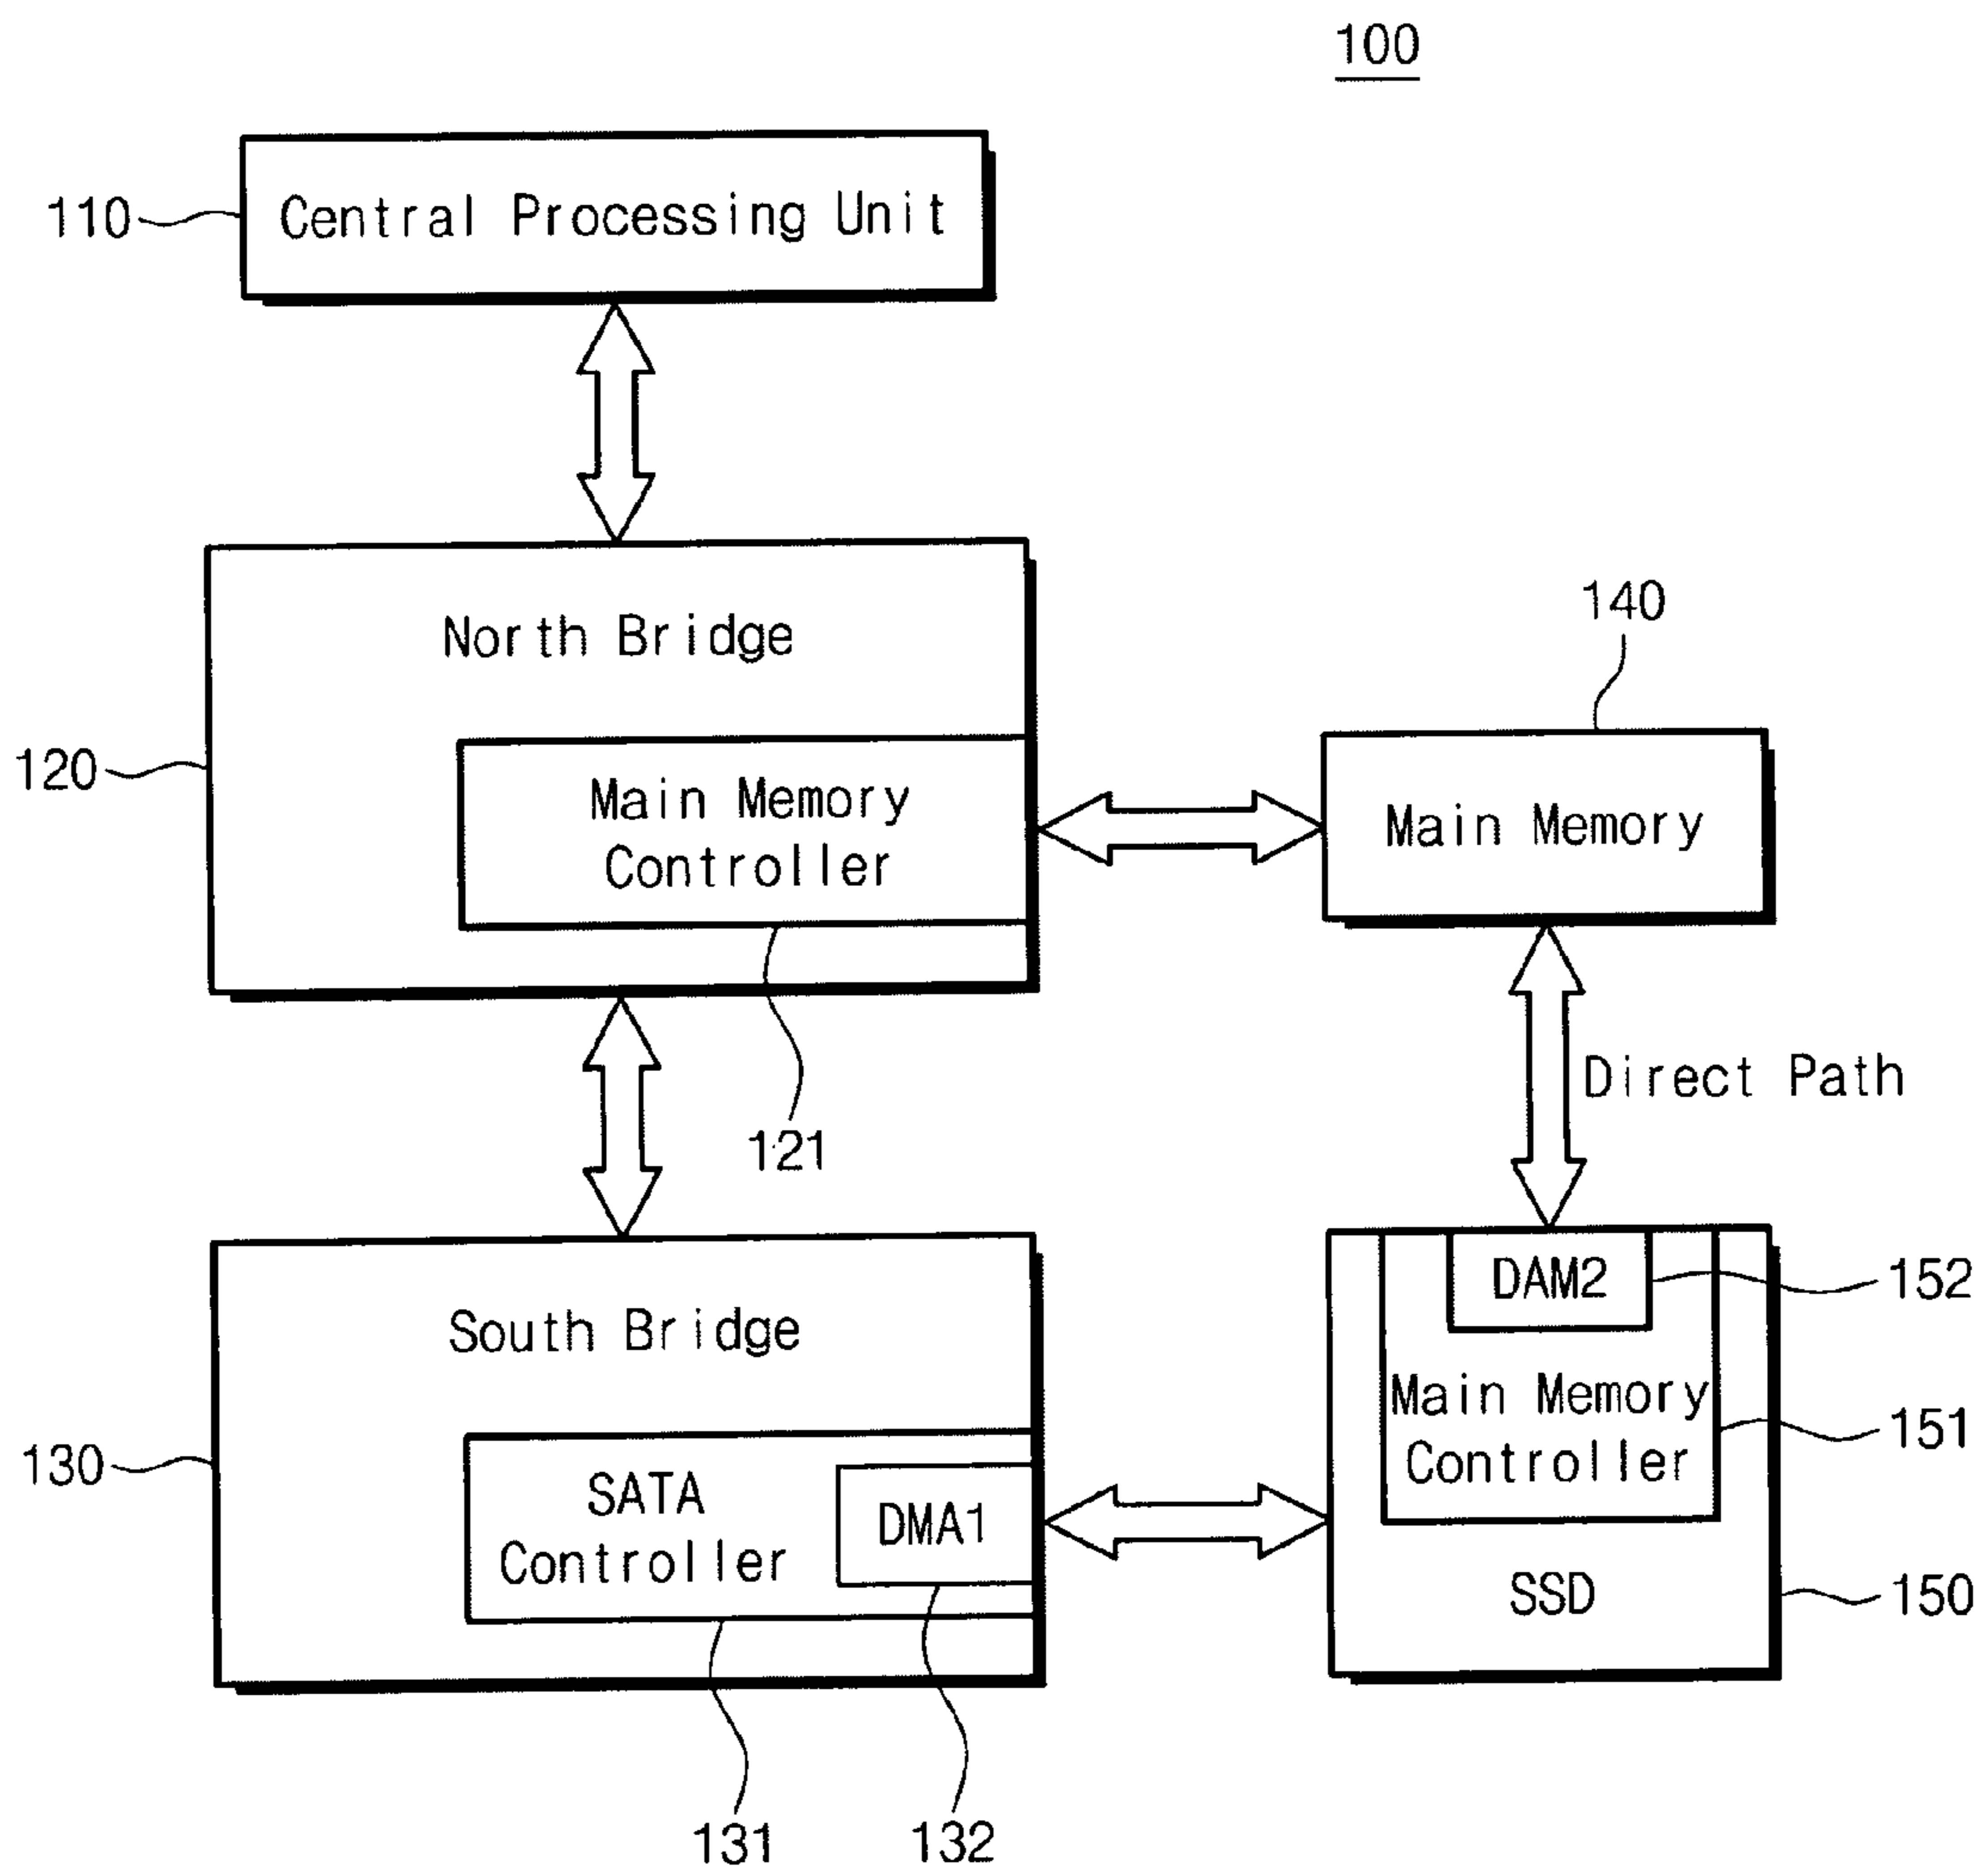 100
110
Central Processing Unit
North Bridge
140
120
Main Memory
Controller
Main Memory
Direct Path
121
DAM2
152
South Bridge
Main Memory
Controller
151
130
SATA
Controller
DMA1
SSD
150
131
132